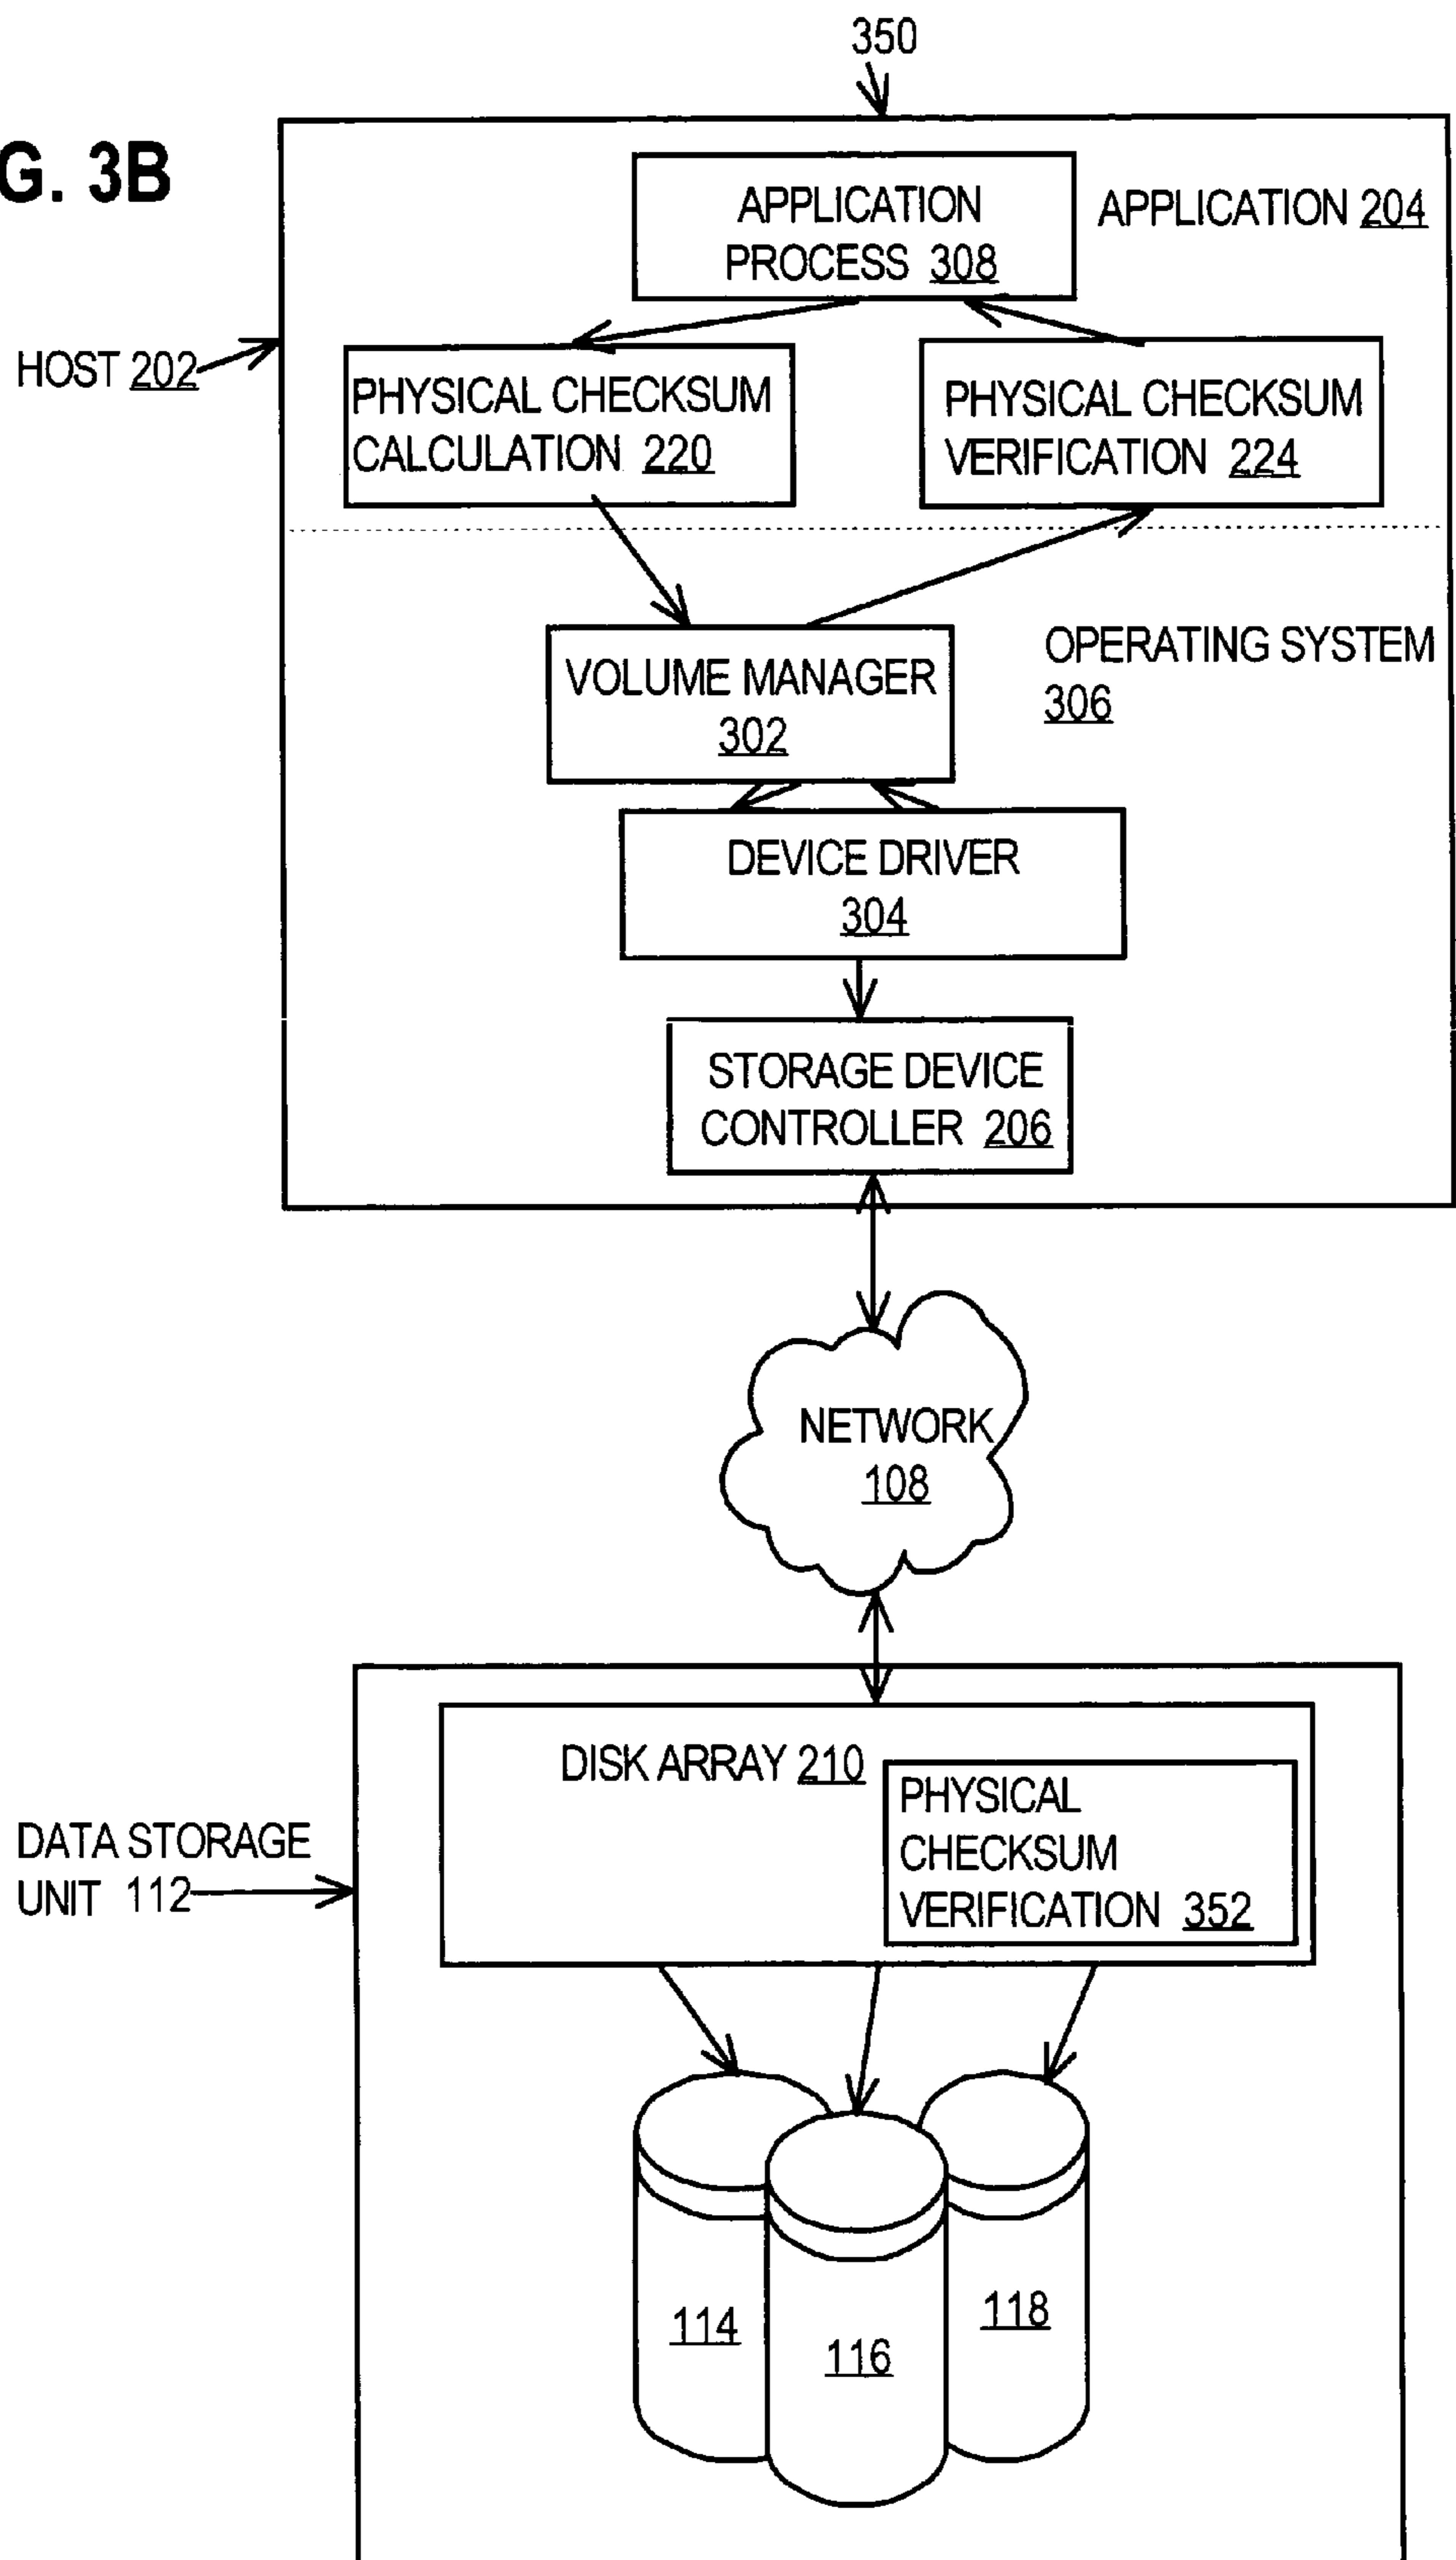 350
G. 3B
APPLICATION
PROCESS 308
APPLICATION 204
HOST 202
PHYSICAL CHECKSUM
CALCULATION 220
PHYSICAL CHECKSUM
VERIFICATION 224
VOLUME MANAGER
302
OPERATING SYSTEM
306
DEVICE DRIVER
304
STORAGE DEVICE
CONTROLLER 206
NETWORK
108
DISK ARRAY 210
PHYSICAL
CHECKSUM
VERIFICATION 352
DATA STORAGE
UNIT 112
114
116
118